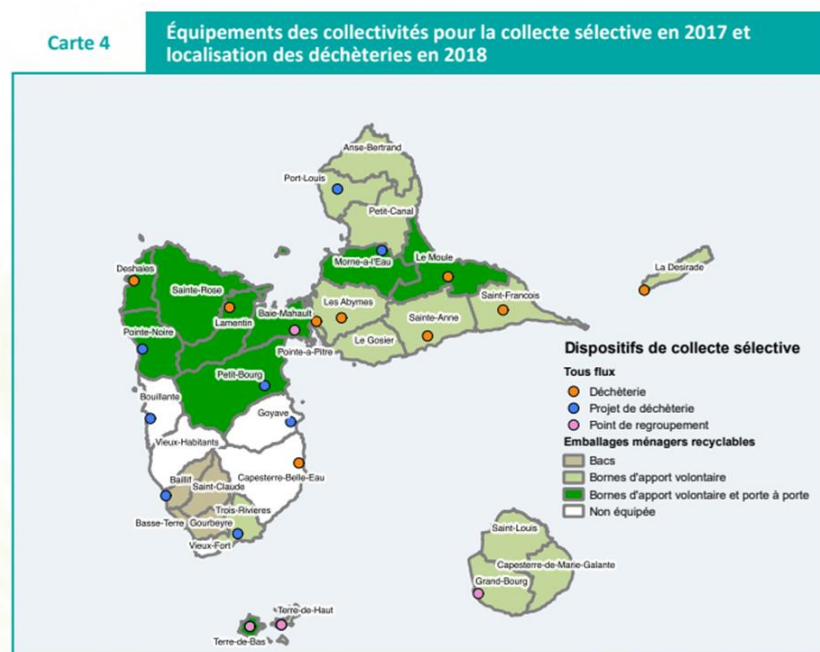 Carte 4
Équipements des collectivités pour la collecte sélective en 2017 et
localisation des déchèteries en 2018
Anse-Bertrand
Port-Louis
Petit-Canal
Morne-a-l'Eau
Le Moule
La Desirade
Deshaies
Sainte-Rose
Lamentin
Baie-Mahault
Les Abymes
Sainte-Anne
Saint-Francois
Pointe-Noire
Le Gosier
Pointe-a-Pitre
Petit-Bourg
Bouillante
Goyave
Vieux-Habitants
Baillif
Saint-Claude
Capesterre-Belle-Eau
Trois-Rivieres
Basse-Terre
Gourbeyre
Vieux-Fort
Terre-de-Haut
Terre-de-Bas
Saint-Louis
Capesterre-de-Marie-Galante
Grand-Bourg
Dispositifs de collecte sélective
Tous flux
Déchèterie
Projet de déchèterie
Point de regroupement
Emballages ménagers recyclables
Bacs
Bornes d'apport volontaire
Bornes d'apport volontaire et porte à porte
Non équipée